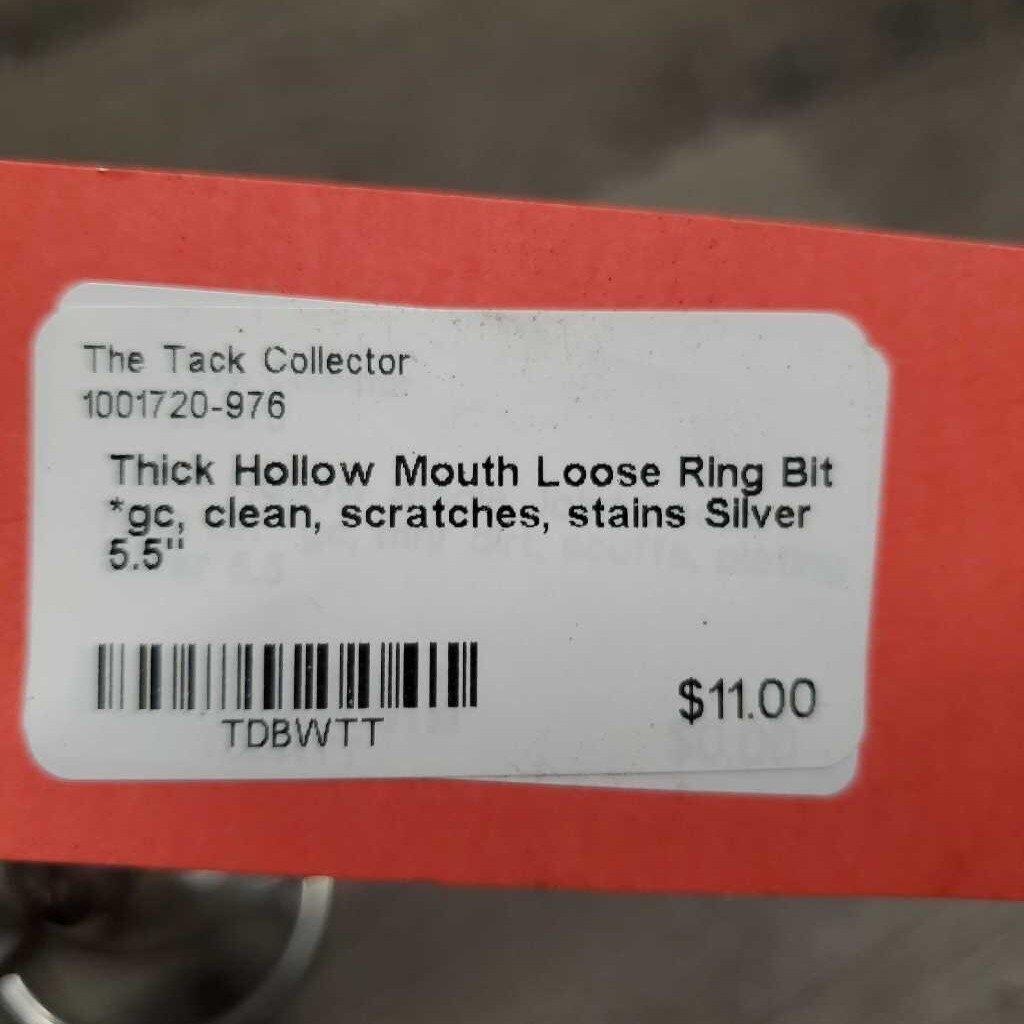 The Tack Collector
1001720-976
Thick Hollow Mouth Loose Ring Bit
*gc, clean, scratches, stains Silver
5.5"
TDBWTT
$11.00